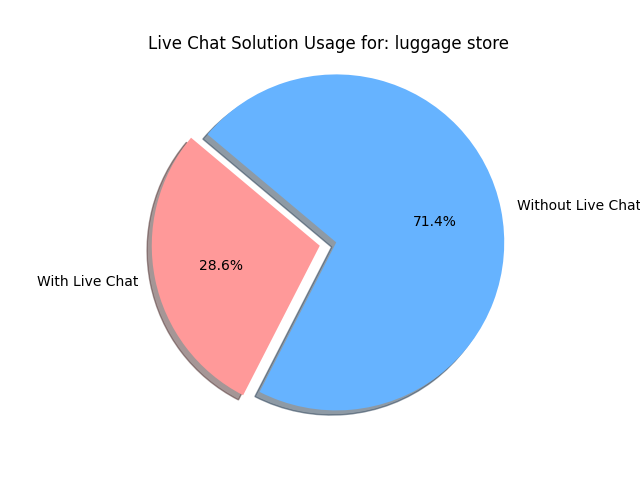 Live Chat Solution Usage for: luggage store
Without Live Chat
71.4%
28.6%
With Live Chat